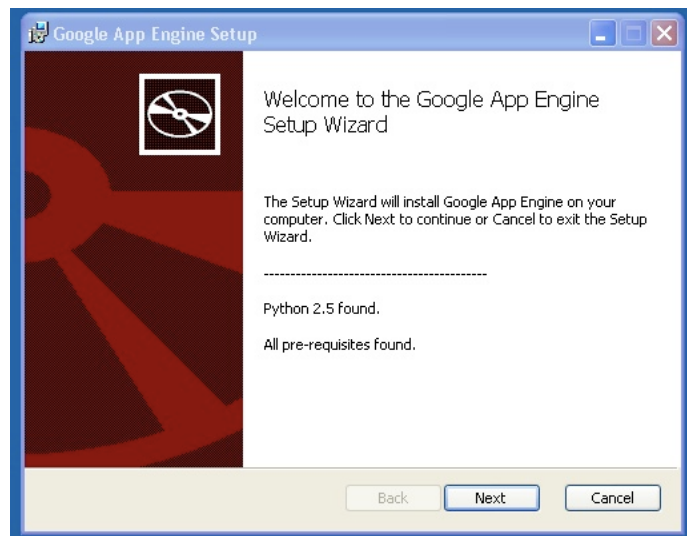 Google App Engine Setup
Welcome to the Google App Engine
Setup Wizard
The Setup Wizard will install Google App Engine on your
computer. Click Next to continue or Cancel to exit the Setup
Wizard.
------------------------------------------
Python 2.5 found.
All pre-requisites found.
Back Next Cancel